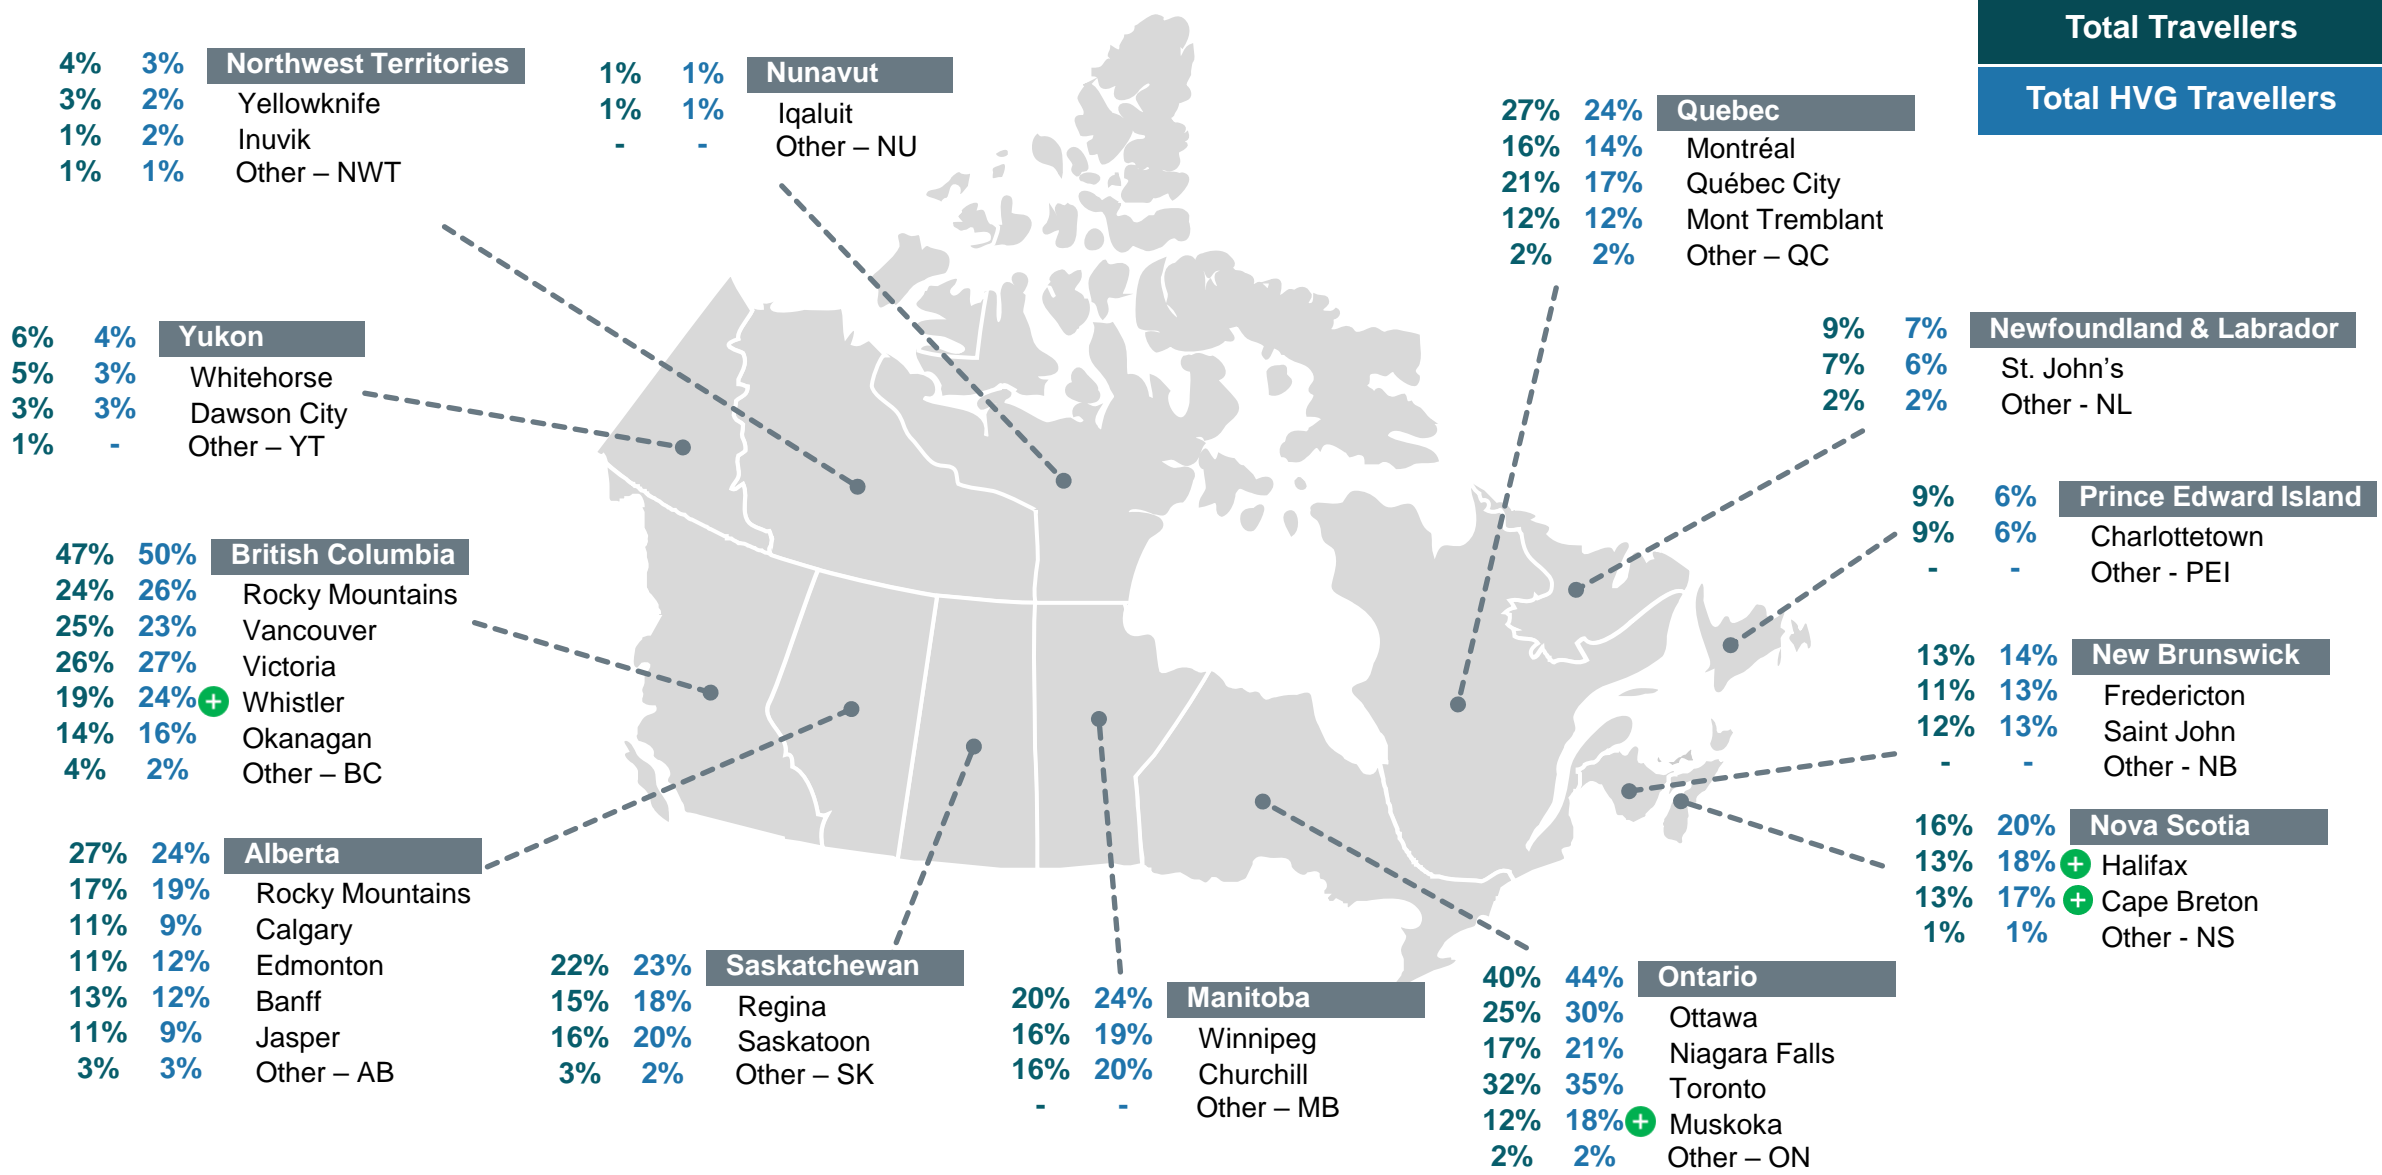 Total Travellers
Total HVG Travellers
4% 3% Northwest Territories
3% 2% Yellowknife
1% 2% Inuvik
1% 1% Other – NWT
1% 1% Nunavut
1% 1% Iqaluit
- - Other – NU
27% 24% Quebec
16% 14% Montréal
21% 17% Québec City
12% 12% Mont Tremblant
2% 2% Other – QC
6% 4% Yukon
5% 3% Whitehorse
3% 3% Dawson City
1% - Other – YT
9% 7% Newfoundland & Labrador
7% 6% St. John’s
2% 2% Other - NL
9% 6% Prince Edward Island
9% 6% Charlottetown
- - Other - PEI
47% 50% British Columbia
24% 26% Rocky Mountains
25% 23% Vancouver
26% 27% Victoria
19% 24% + Whistler
14% 16% Okanagan
4% 2% Other – BC
13% 14% New Brunswick
11% 13% Fredericton
12% 13% Saint John
- - Other - NB
16% 20% Nova Scotia
13% 18% + Halifax
13% 17% + Cape Breton
1% 1% Other - NS
27% 24% Alberta
17% 19% Rocky Mountains
11% 9% Calgary
11% 12% Edmonton
13% 12% Banff
11% 9% Jasper
3% 3% Other – AB
22% 23% Saskatchewan
15% 18% Regina
16% 20% Saskatoon
3% 2% Other – SK
20% 24% Manitoba
16% 19% Winnipeg
16% 20% Churchill
- - Other – MB
40% 44% Ontario
25% 30% Ottawa
17% 21% Niagara Falls
32% 35% Toronto
12% 18% + Muskoka
2% 2% Other – ON